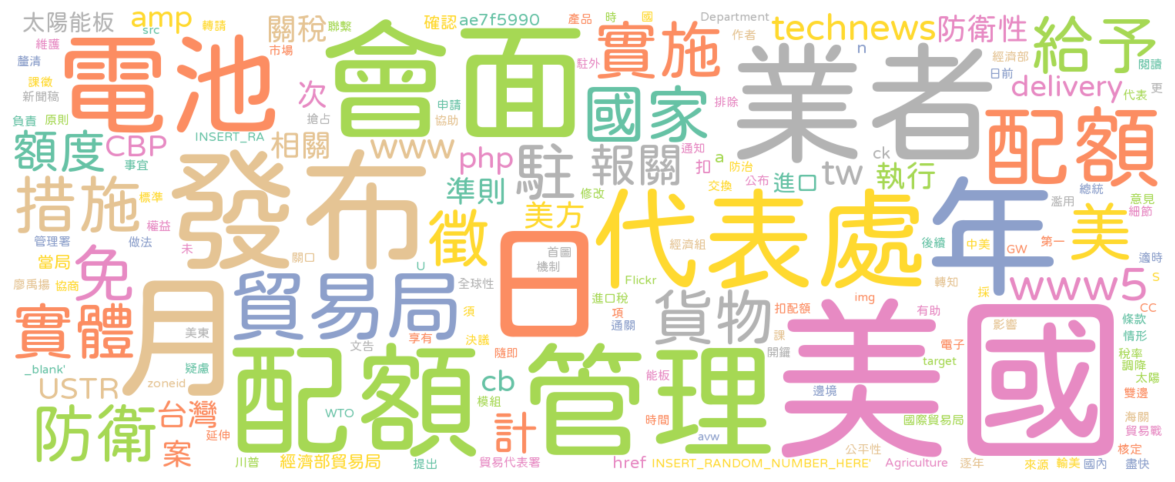 太陽能板 amp 關稅 聯繫 確認 ae7f5990 產品 時 國 Department technews 防衛性 給予
轉請 src 市場 作者 n 閱讀
維護 電池 會面 駐外 實施 業者 經濟部 日前 更
釐清 課徵 新聞稿 次 申請 協助 排除 delivery 代表
負責 原則 搶占 國家 配額
額度 CBP 事宜 INSERT_RA 相關 www php 駐 報關 通知 扣 a 防治 ck tw 執行
措施 標準 發布 準則 修改 交換 公布 進口 總統 濫用 意見 細節
管理署 權益 做法 未 徵 美方 代表處 年 美
當局 免 關口 U 日 首圖 機制 經濟組 後續 中美 GW 第一 適時
廖禹揚 協商 月 貿易局 全球性 Flickr 轉知 採 www5 S
實體 美東 須 進口稅 項 通關 貨物 扣配額 img 有助 CC
享有 決議 課 條款
_blank' 疑慮 文告 隨即 開鍘 影響 電子 情形
USTR zoneid 配額 cb 管理 能板 邊境 美國 target 稅率 調降 太陽
防衛 台灣 WTO 模組 計 時間 國際貿易局 雙邊
案 延伸 avw 海關 貿易戰
川普 經濟部貿易局 提出 貿易代表署 href INSERT_RANDOM_NUMBER_HERE' 公平性 Agriculture 逐年 來源 輸美 國內 核定 盡快